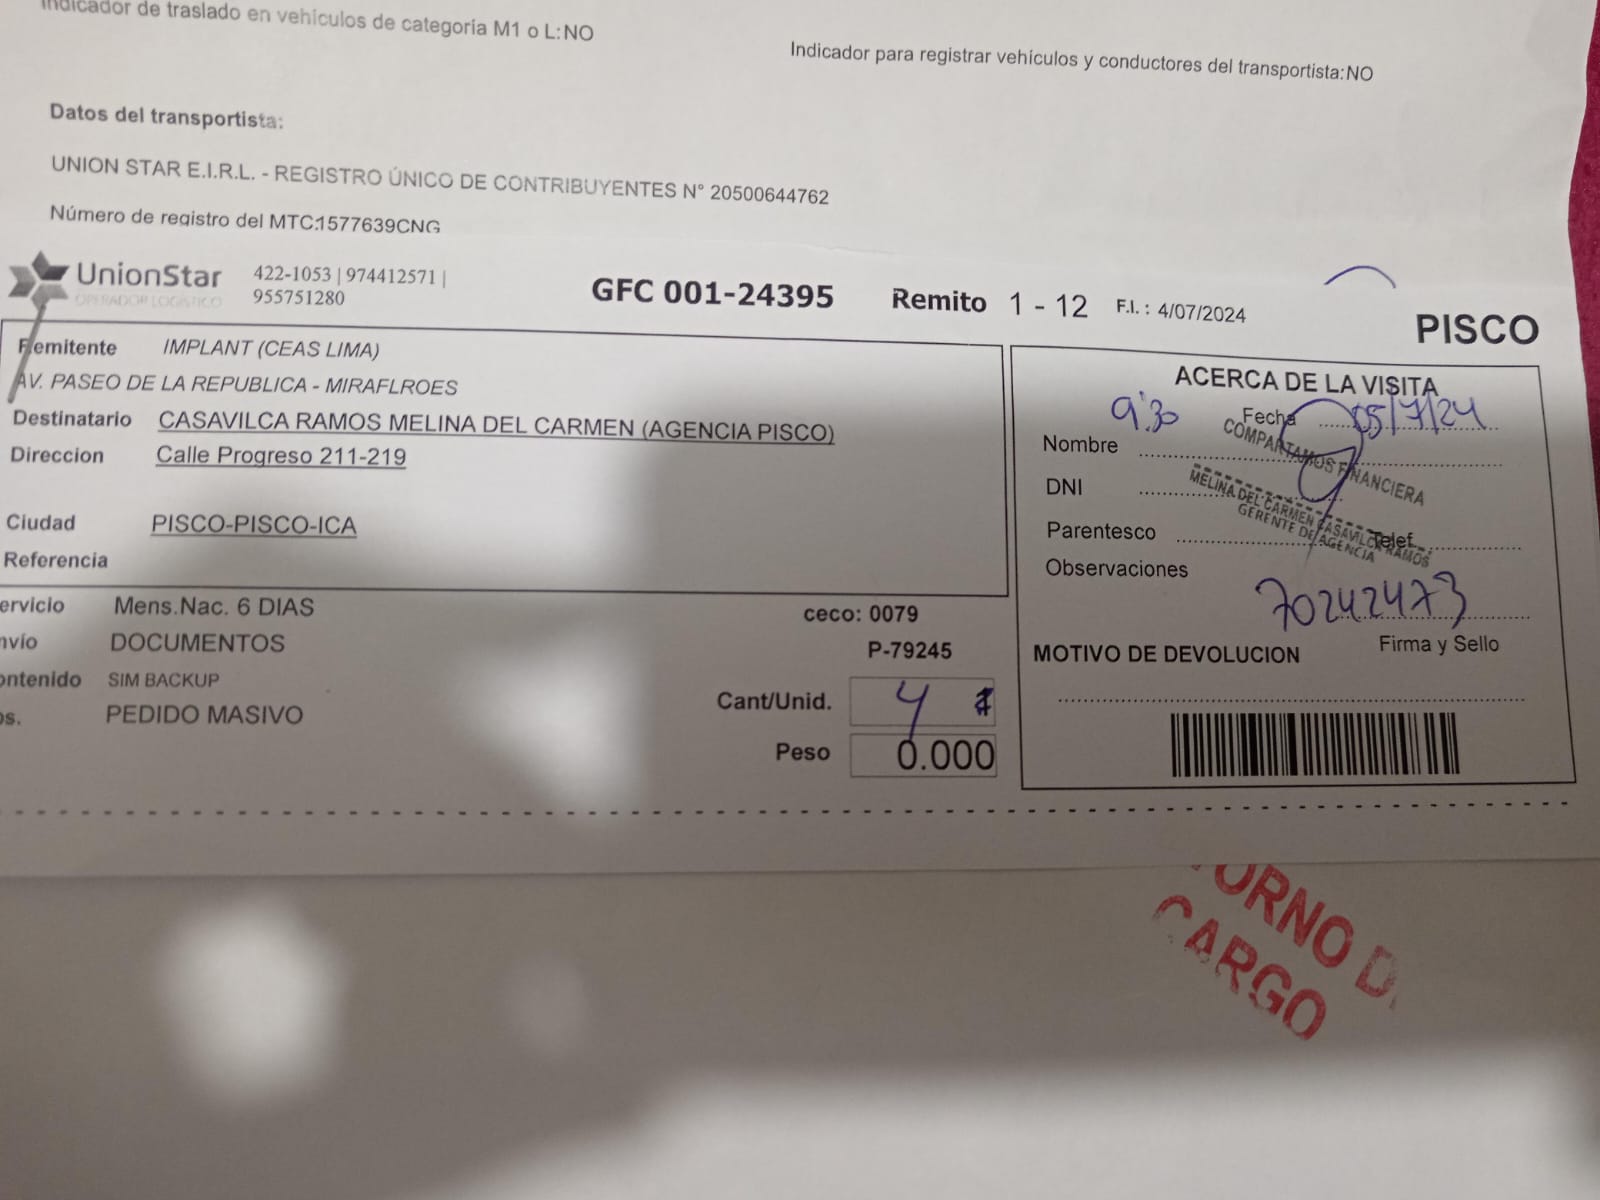 Indicador de traslado en vehículos de categoría M1 o L:NO
Indicador para registrar vehículos y conductores del transportista:NO
Datos del transportista:
UNION STAR E.I.R.L. - REGISTRO ÚNICO DE CONTRIBUYENTES N° 20500644762
Número de registro del MTC:1577639CNG
UnionStar
OPERADOR LOGISTICO
422-1053 | 974412571 |
955751280
GFC 001-24395
Remito 1 - 12
F.I. : 4/07/2024
PISCO
Remitente IMPLANT (CEAS LIMA)
AV. PASEO DE LA REPUBLICA - MIRAFLROES
Destinatario CASAVILCA RAMOS MELINA DEL CARMEN (AGENCIA PISCO)
Direccion Calle Progreso 211-219
Ciudad PISCO-PISCO-ICA
Referencia
ervicio Mens.Nac. 6 DIAS
nvío DOCUMENTOS
ontenido SIM BACKUP
os. PEDIDO MASIVO
ceco: 0079
P-79245
Cant/Unid. 4
Peso 0.000
ACERCA DE LA VISITA
9:30 Fecha 05/7/24
Nombre
DNI
Parentesco Telef.
Observaciones
COMPARTAMOS FINANCIERA
MELINA DEL CARMEN CASAVILCA RAMOS
GERENTE DE AGENCIA
70242473
Firma y Sello
MOTIVO DE DEVOLUCION
TORNO D
CARGO